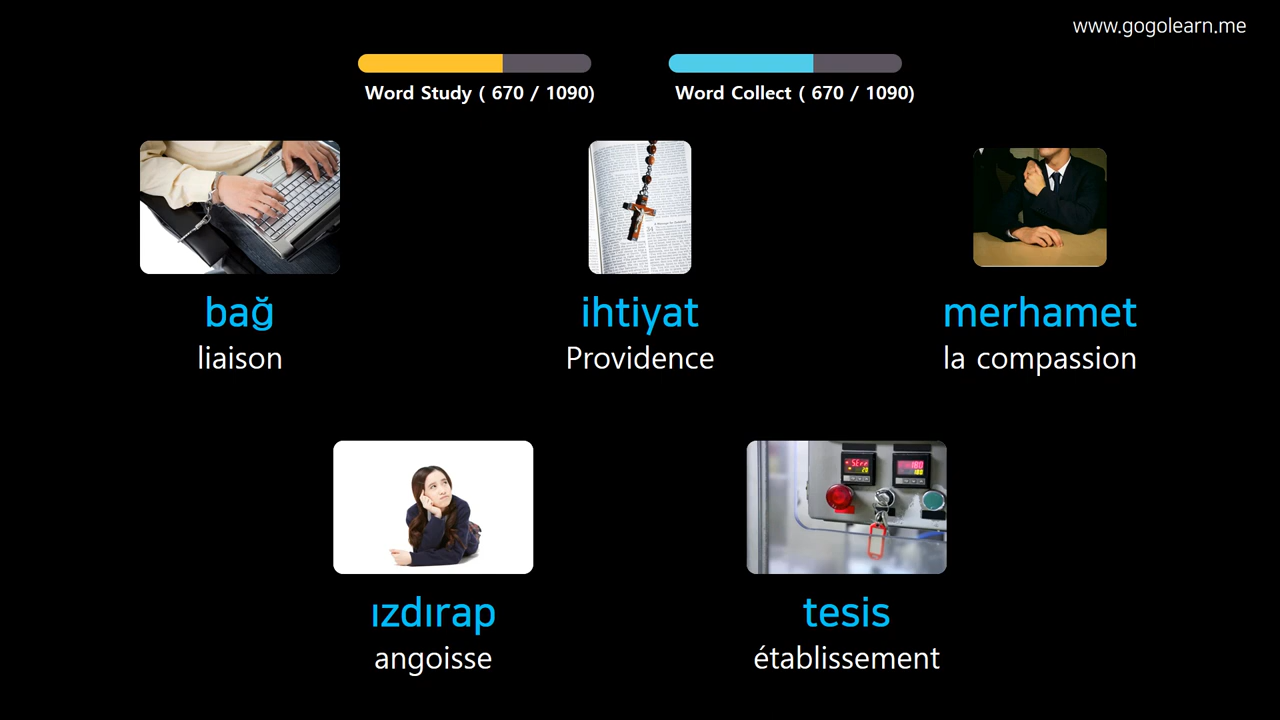 www.gogolearn.me
Word Study ( 670 / 1090)
Word Collect ( 670 / 1090)
bağ
ihtiyat
merhamet
liaison
Providence
la compassion
ızdırap
tesis
angoisse
établissement